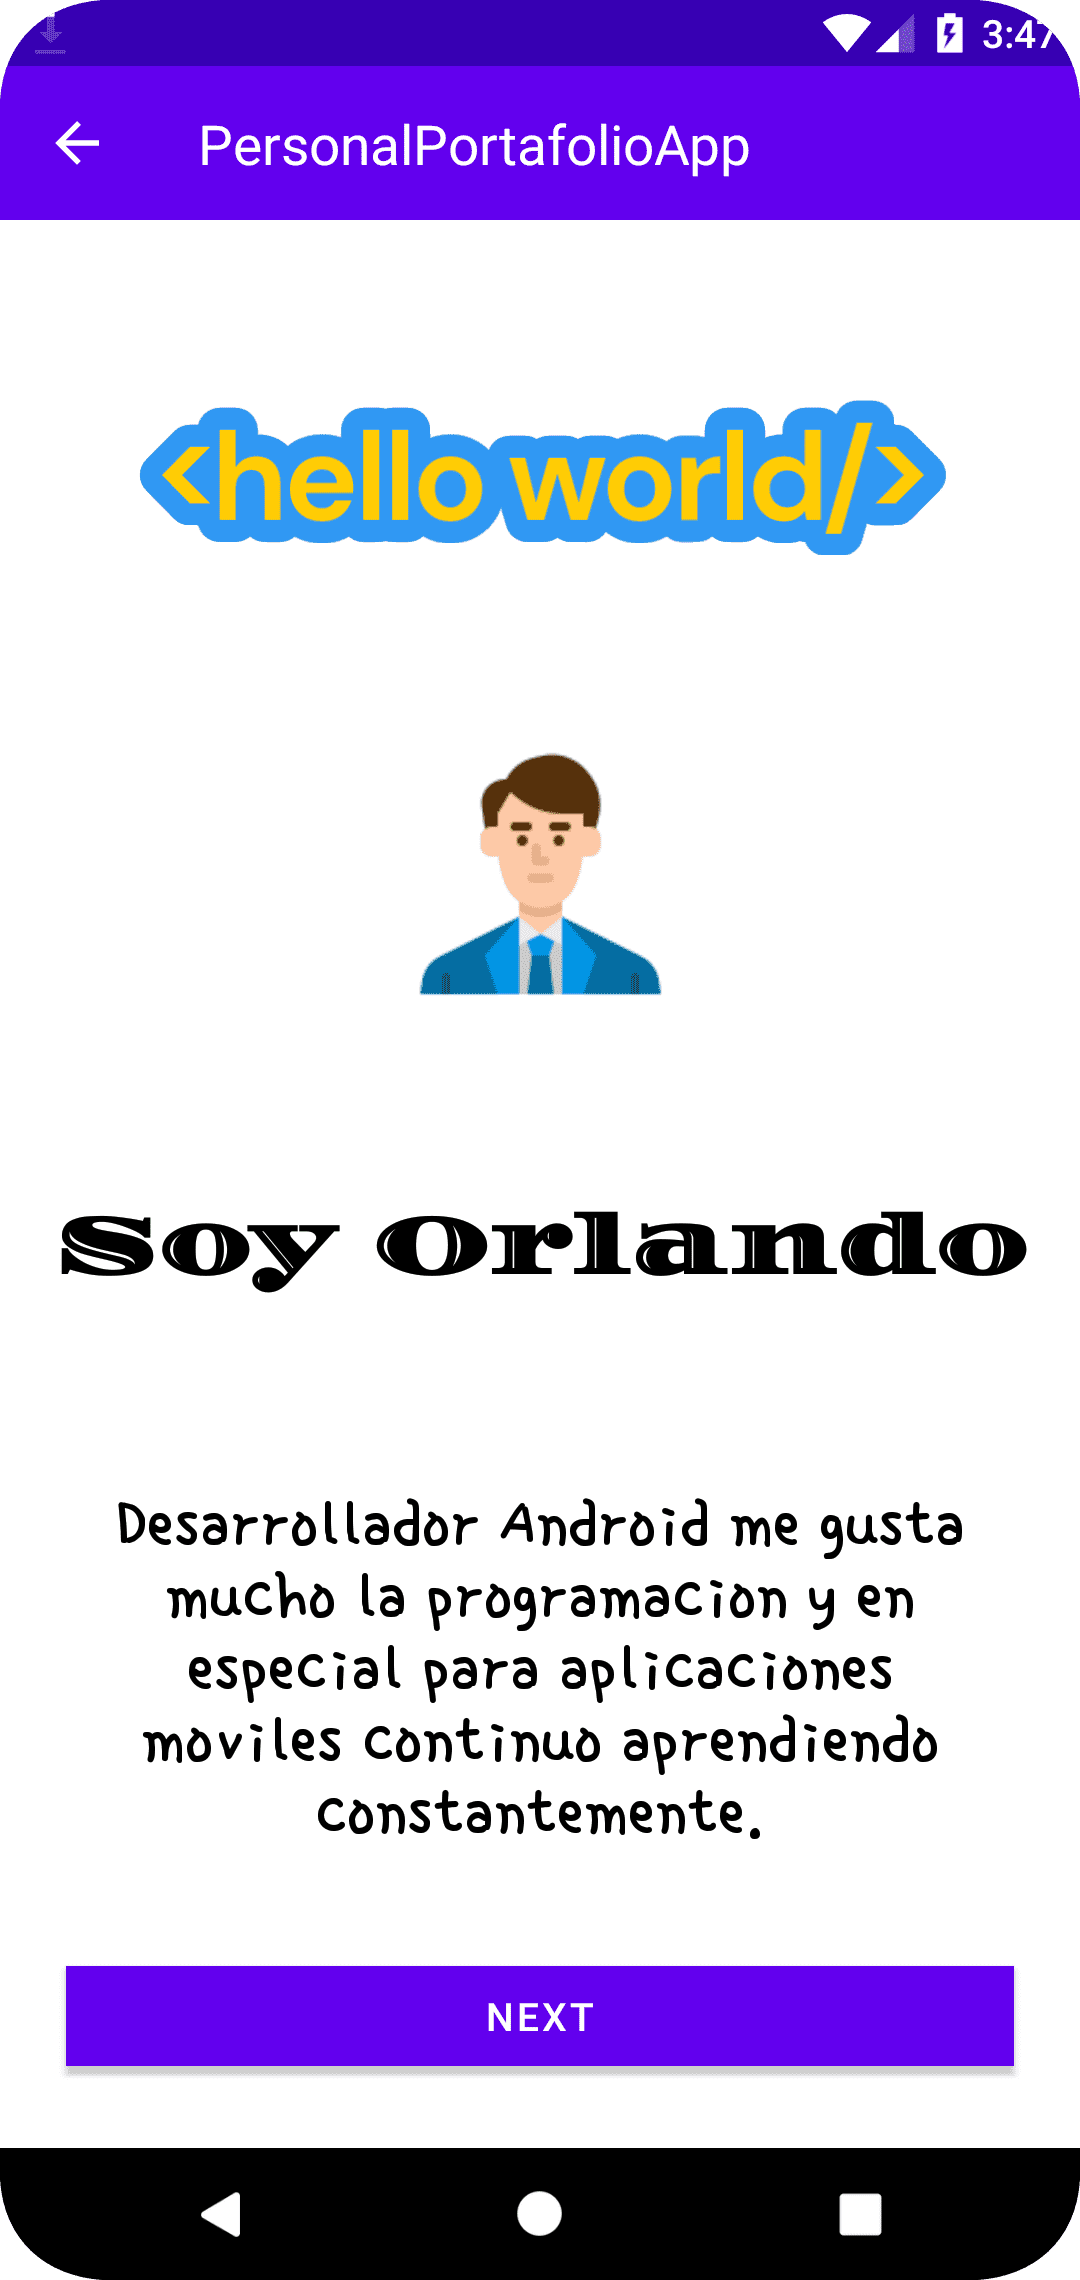 3:47
PersonalPortafolioApp
<hello world/>
Soy Orlando
Desarrollador Android me gusta
mucho la programacion y en
especial para aplicaciones
moviles continuo aprendiendo
constantemente.
NEXT